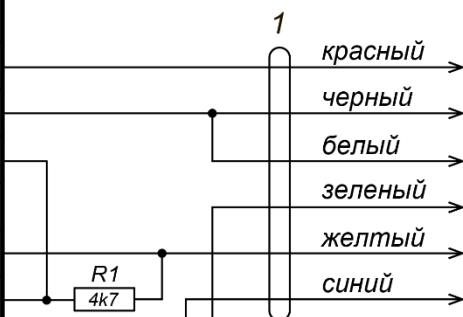 1
красный
черный
белый
зеленый
желтый
синий
R1
4k7